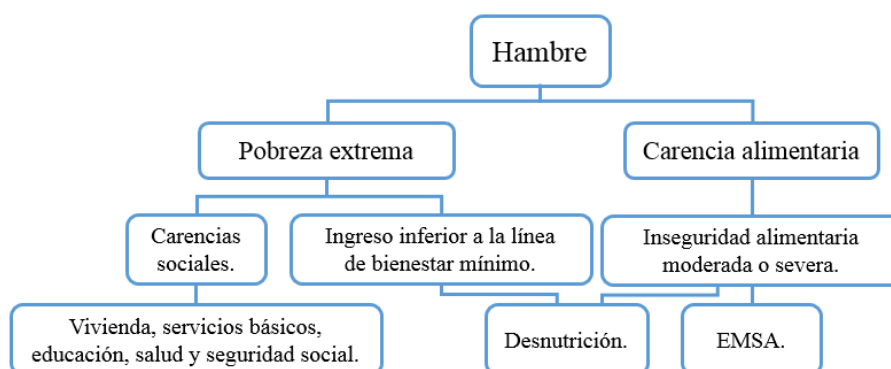 Hambre
Pobreza extrema
Carencia alimentaria
Carencias
sociales.
Ingreso inferior a la línea
de bienestar mínimo.
Inseguridad alimentaria
moderada o severa.
Vivienda, servicios básicos,
educación, salud y seguridad social.
Desnutrición.
EMSA.